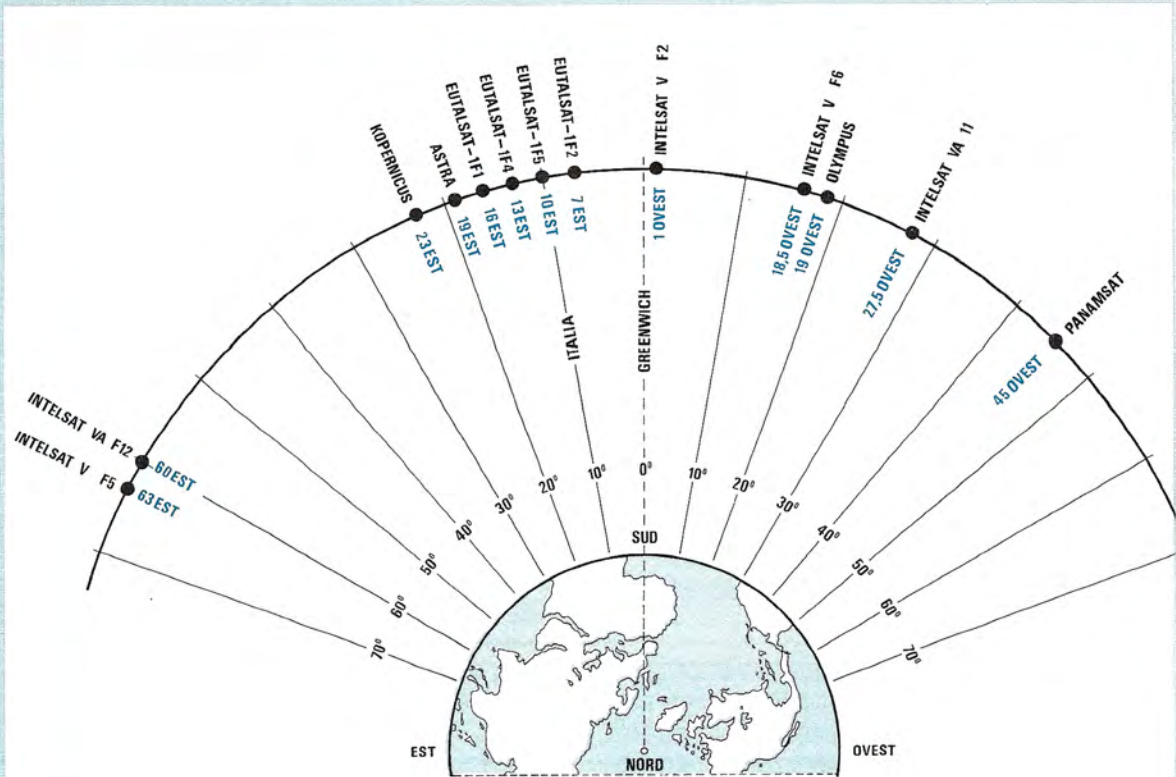 INTELSAT V F5
63 EST
INTELSAT VA F12
60 EST
KOPERNICUS
23 EST
ASTRA
19 EST
EUTALSAT-1F1
16 EST
EUTALSAT-1F4
13 EST
EUTALSAT-1F5
10 EST
EUTALSAT-1F2
7 EST
INTELSAT V F2
1 OVEST
INTELSAT V F6
18,5 OVEST
OLYMPUS
19 OVEST
INTELSAT VA 11
27,5 OVEST
PANAMSAT
45 OVEST
ITALIA
GREENWICH
70°
60°
50°
40°
30°
20°
10°
0°
10°
20°
30°
40°
50°
60°
70°
SUD
EST
NORD
OVEST